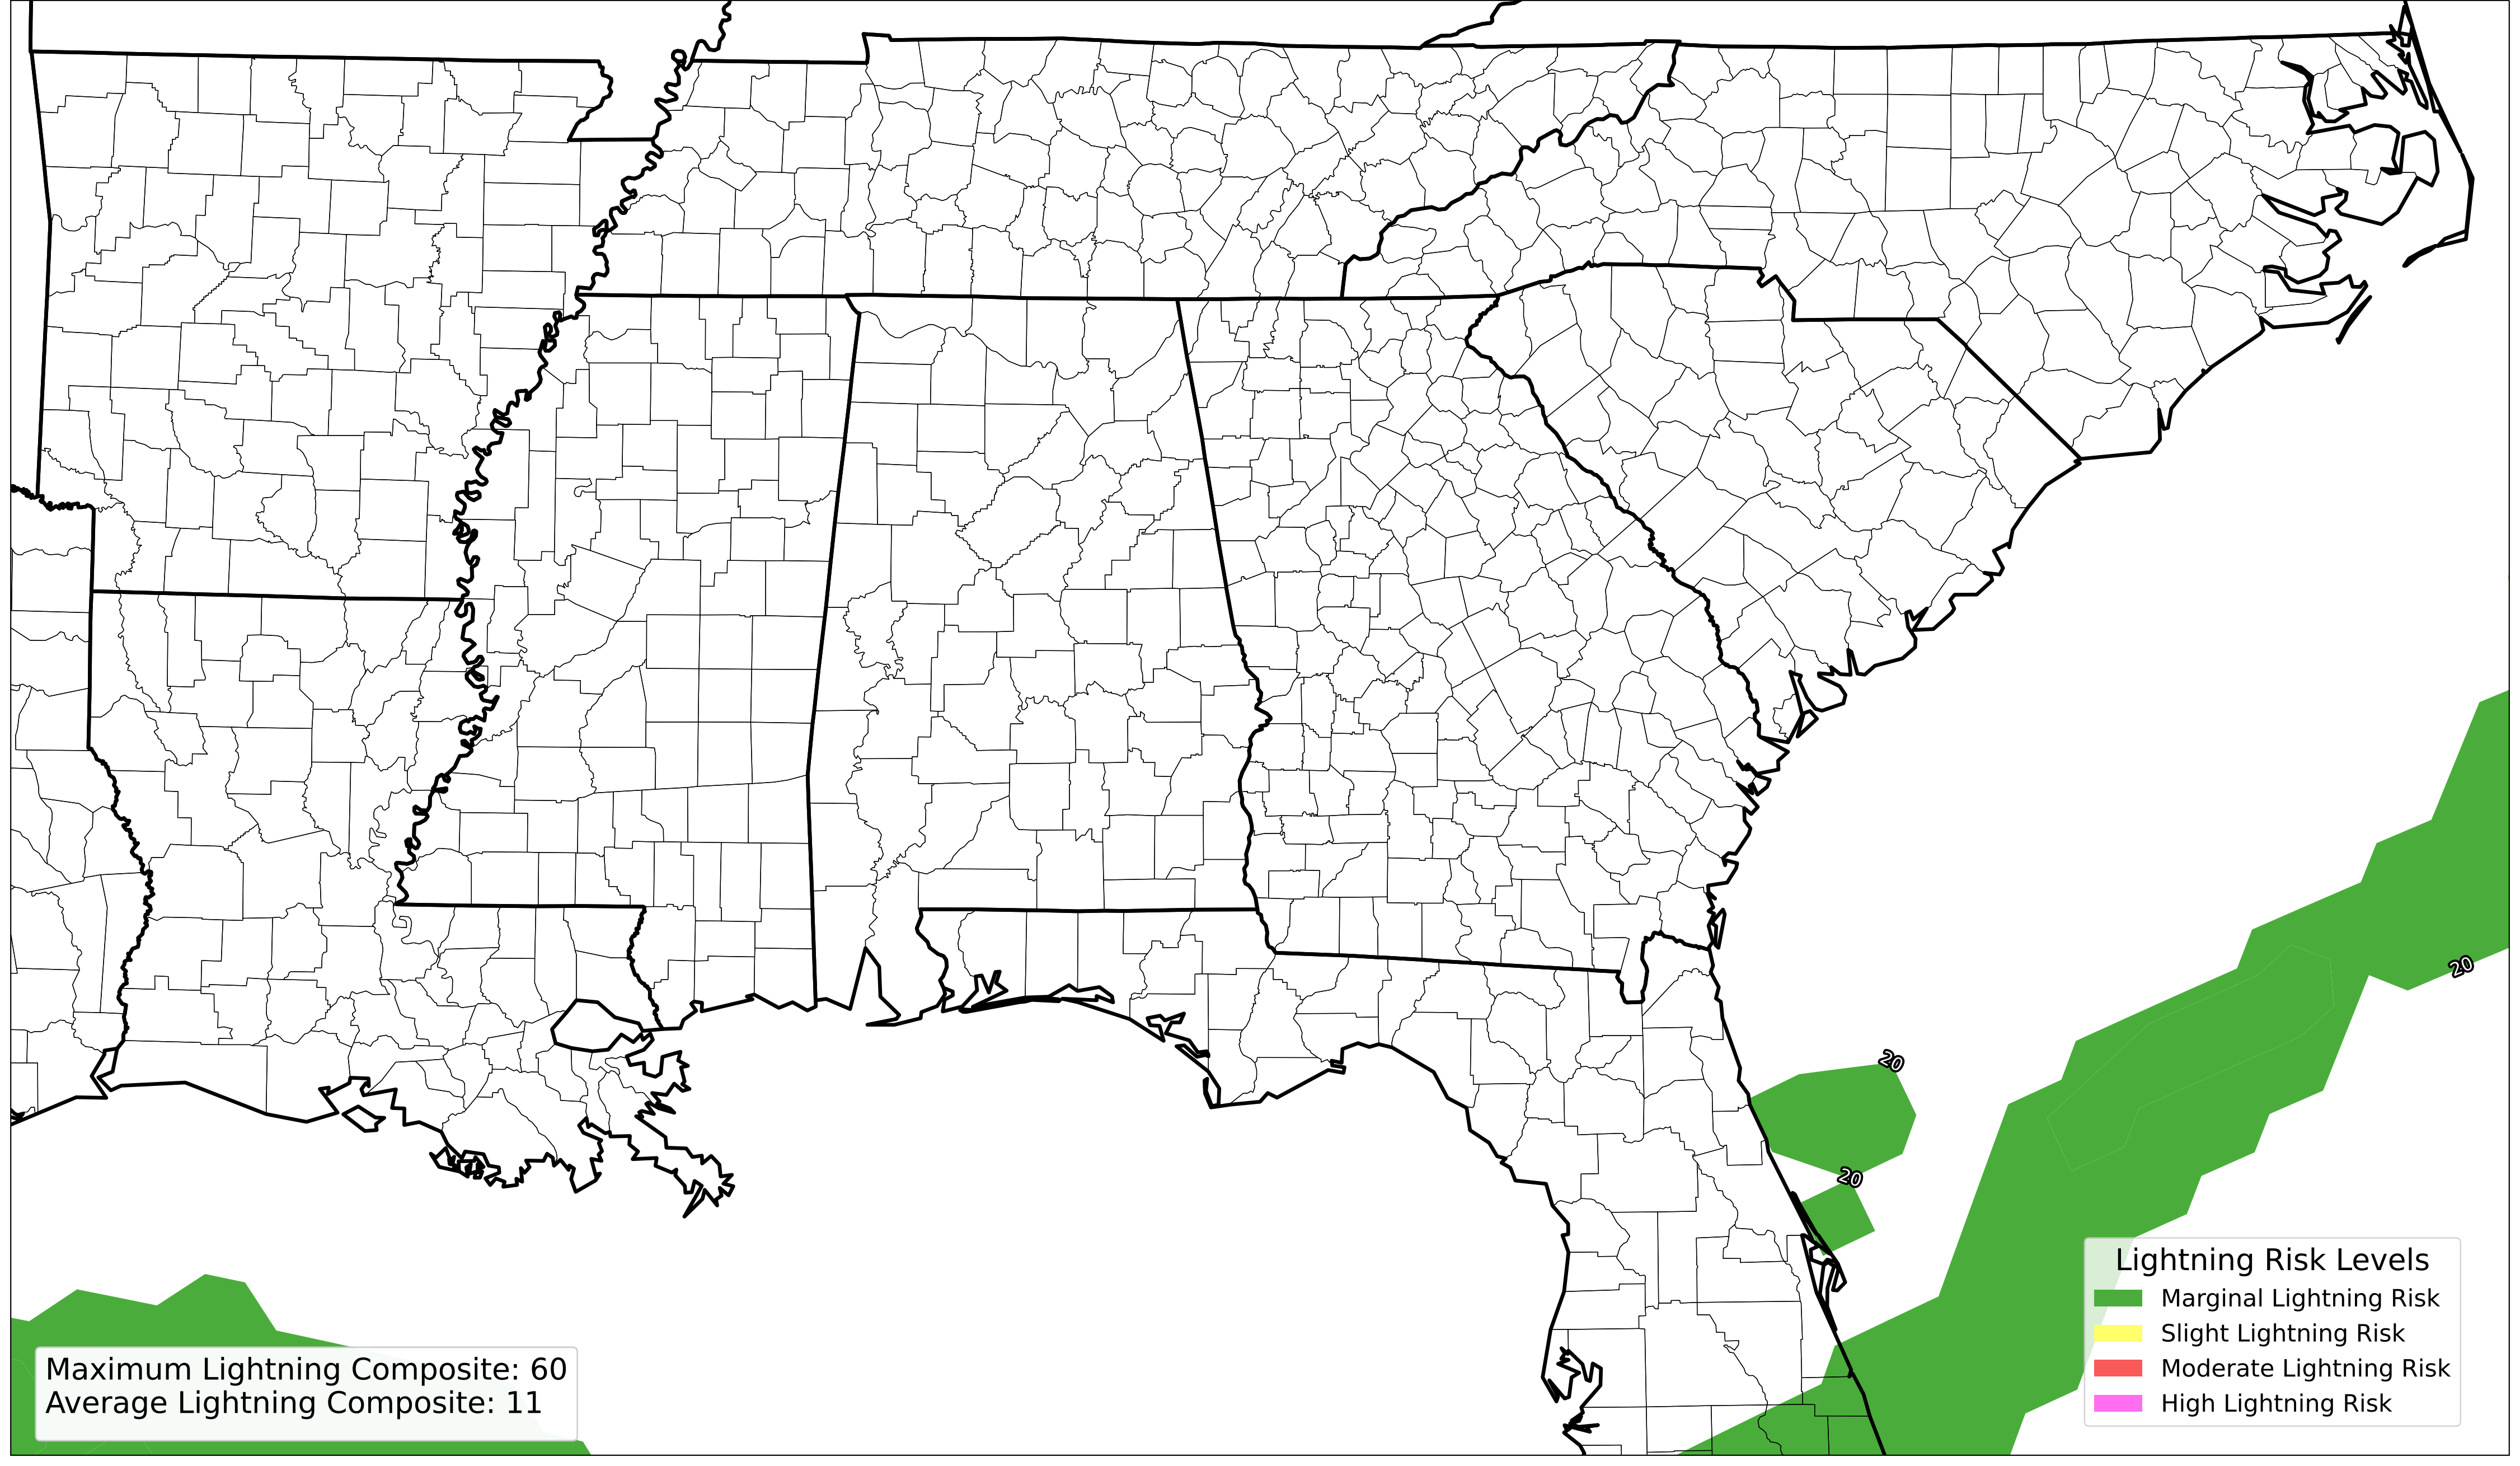 20
20
20
Lightning Risk Levels
Marginal Lightning Risk
Slight Lightning Risk
Moderate Lightning Risk
High Lightning Risk
Maximum Lightning Composite: 60
Average Lightning Composite: 11